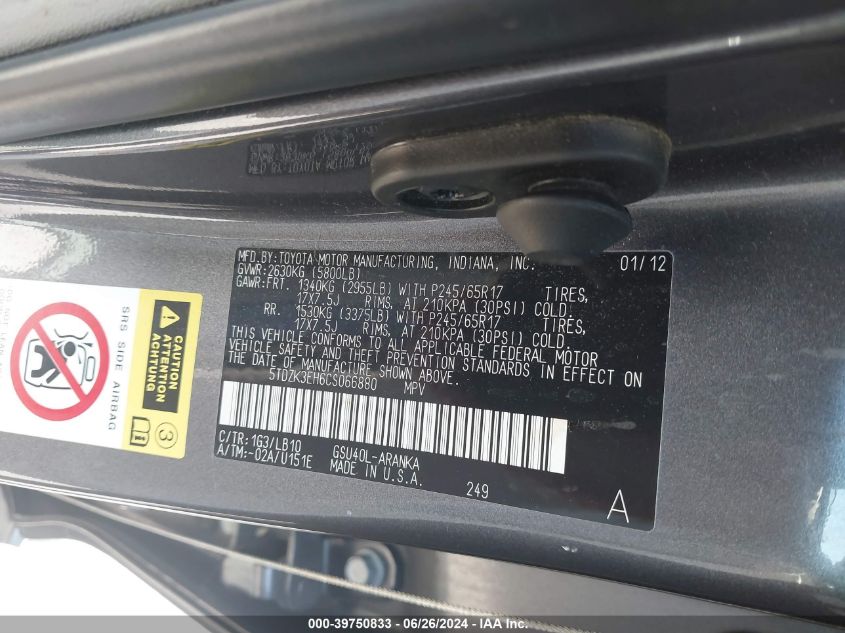 MFD.BY:TOYOTA MOTOR MANUFACTURING, INDIANA, INC. 01/12
GVWR:2630KG (5800LB)
GAWR:FRT. 1340KG (2955LB) WITH P245/65R17 TIRES,
17X7.5J RIMS, AT 210KPA (30PSI) COLD.
RR. 1530KG (3375LB) WITH P245/65R17 TIRES,
17X7.5J RIMS, AT 210KPA (30PSI) COLD.
THIS VEHICLE CONFORMS TO ALL APPLICABLE FEDERAL MOTOR
VEHICLE SAFETY AND THEFT PREVENTION STANDARDS IN EFFECT ON
THE DATE OF MANUFACTURE SHOWN ABOVE.
5TDZK3EH6CS066880 MPV
C/TR:1G3/LB10 GSU40L-ARANKA
A/TM:-02A/U151E MADE IN U.S.A.
249 A
CAUTION
ATTENTION
ACHTUNG
3
SRS SIDE AIRBAG
000-39750833 - 06/26/2024 - IAA Inc.